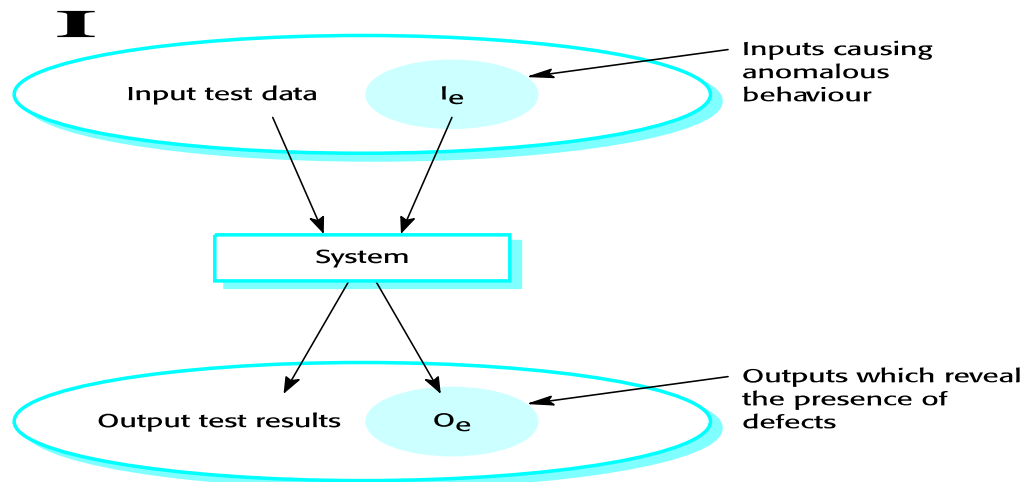 I
Inputs causing
anomalous
behaviour
Input test data
Ie
System
Outputs which reveal
the presence of
defects
Output test results
Oe